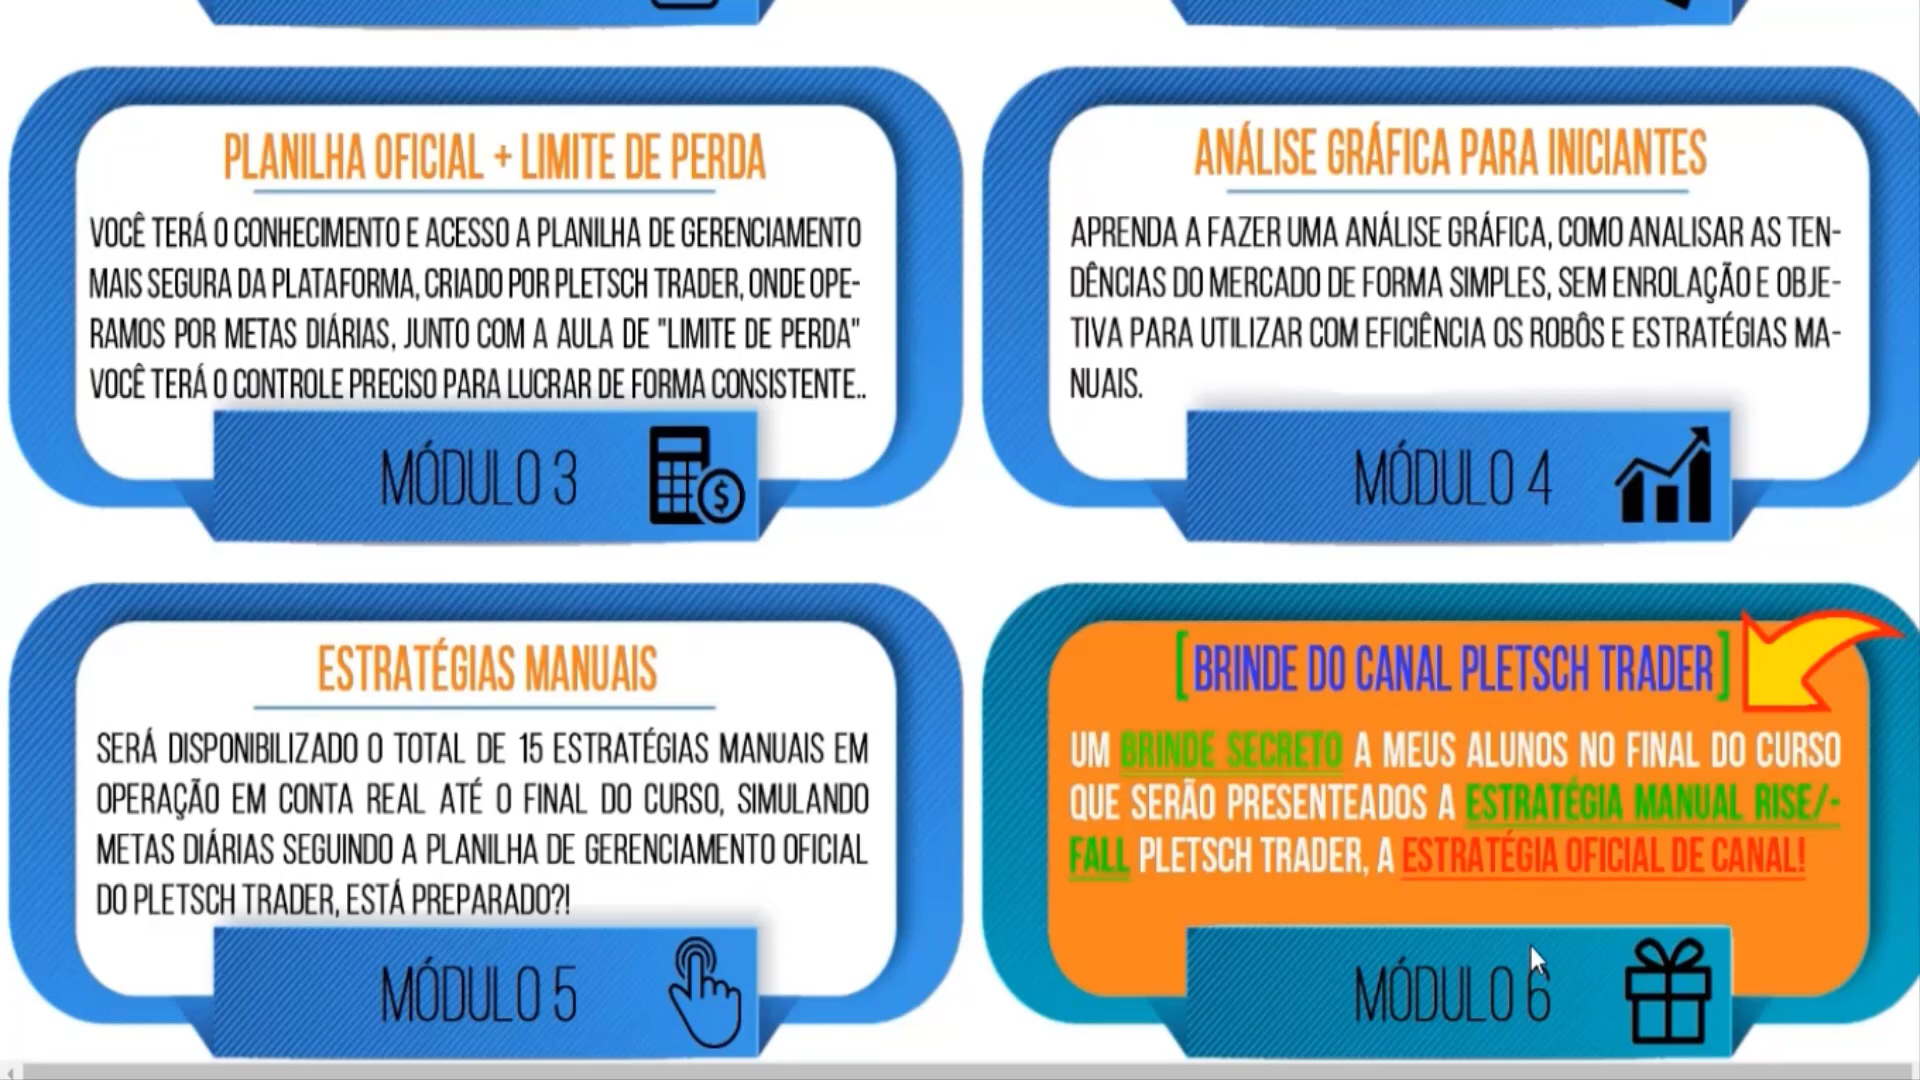 PLANILHA OFICIAL + LIMITE DE PERDA
VOCÊ TERÁ O CONHECIMENTO E ACESSO A PLANILHA DE GERENCIAMENTO
MAIS SEGURA DA PLATAFORMA, CRIADO POR PLETSCH TRADER, ONDE OPE-
RAMOS POR METAS DIÁRIAS, JUNTO COM A AULA DE "LIMITE DE PERDA"
VOCÊ TERÁ O CONTROLE PRECISO PARA LUCRAR DE FORMA CONSISTENTE..
MÓDULO 3
ANÁLISE GRÁFICA PARA INICIANTES
APRENDA A FAZER UMA ANÁLISE GRÁFICA, COMO ANALISAR AS TEN-
DÊNCIAS DO MERCADO DE FORMA SIMPLES, SEM ENROLAÇÃO E OBJE-
TIVA PARA UTILIZAR COM EFICIÊNCIA OS ROBÔS E ESTRATÉGIAS MA-
NUAIS.
MÓDULO 4
ESTRATÉGIAS MANUAIS
SERÁ DISPONIBILIZADO O TOTAL DE 15 ESTRATÉGIAS MANUAIS EM
OPERAÇÃO EM CONTA REAL ATÉ O FINAL DO CURSO, SIMULANDO
METAS DIÁRIAS SEGUINDO A PLANILHA DE GERENCIAMENTO OFICIAL
DO PLETSCH TRADER, ESTÁ PREPARADO?!
MÓDULO 5
[BRINDE DO CANAL PLETSCH TRADER]
UM BRINDE SECRETO A MEUS ALUNOS NO FINAL DO CURSO
QUE SERÃO PRESENTEADOS A ESTRATÉGIA MANUAL RISE/-
FALL PLETSCH TRADER, A ESTRATÉGIA OFICIAL DE CANAL!
MÓDULO 6